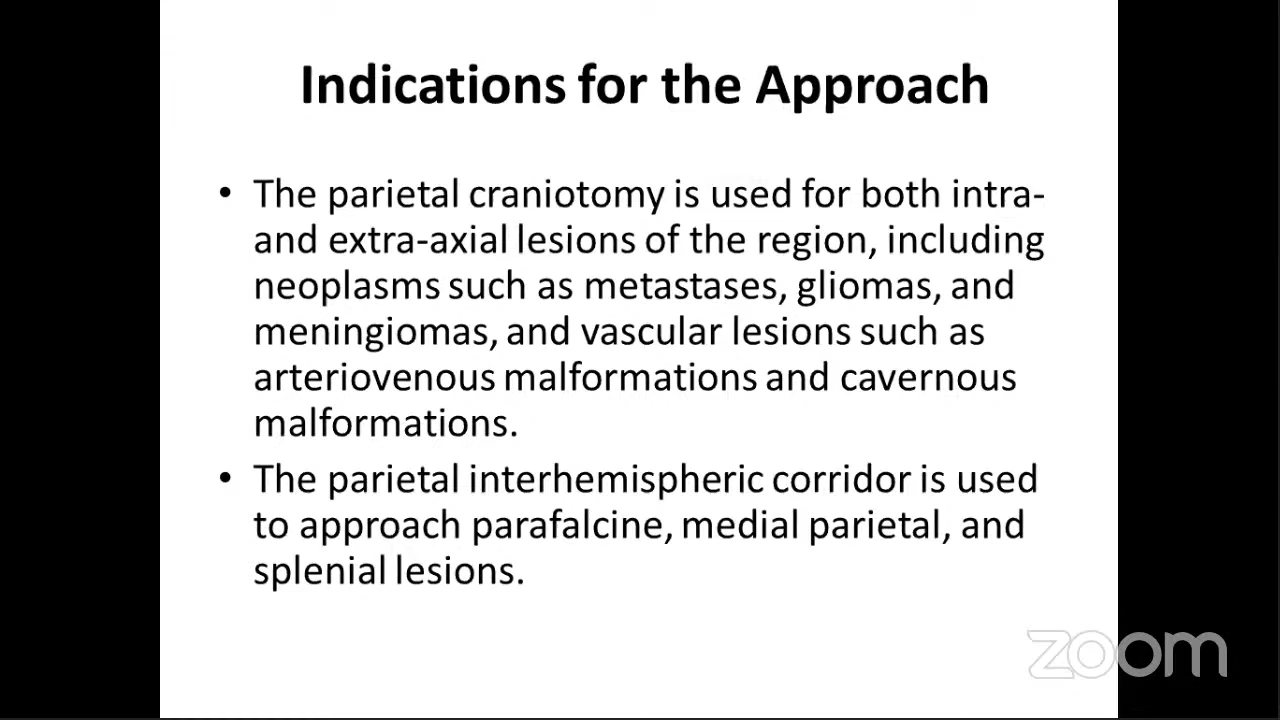 Indications for the Approach
• The parietal craniotomy is used for both intra-
and extra-axial lesions of the region, including
neoplasms such as metastases, gliomas, and
meningiomas, and vascular lesions such as
arteriovenous malformations and cavernous
malformations.
• The parietal interhemispheric corridor is used
to approach parafalcine, medial parietal, and
splenial lesions.
zoom